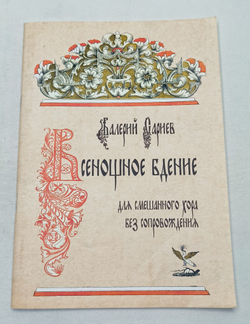 Валерий Сариев
Всенощное бдение
для смешанного хора
без сопровождения